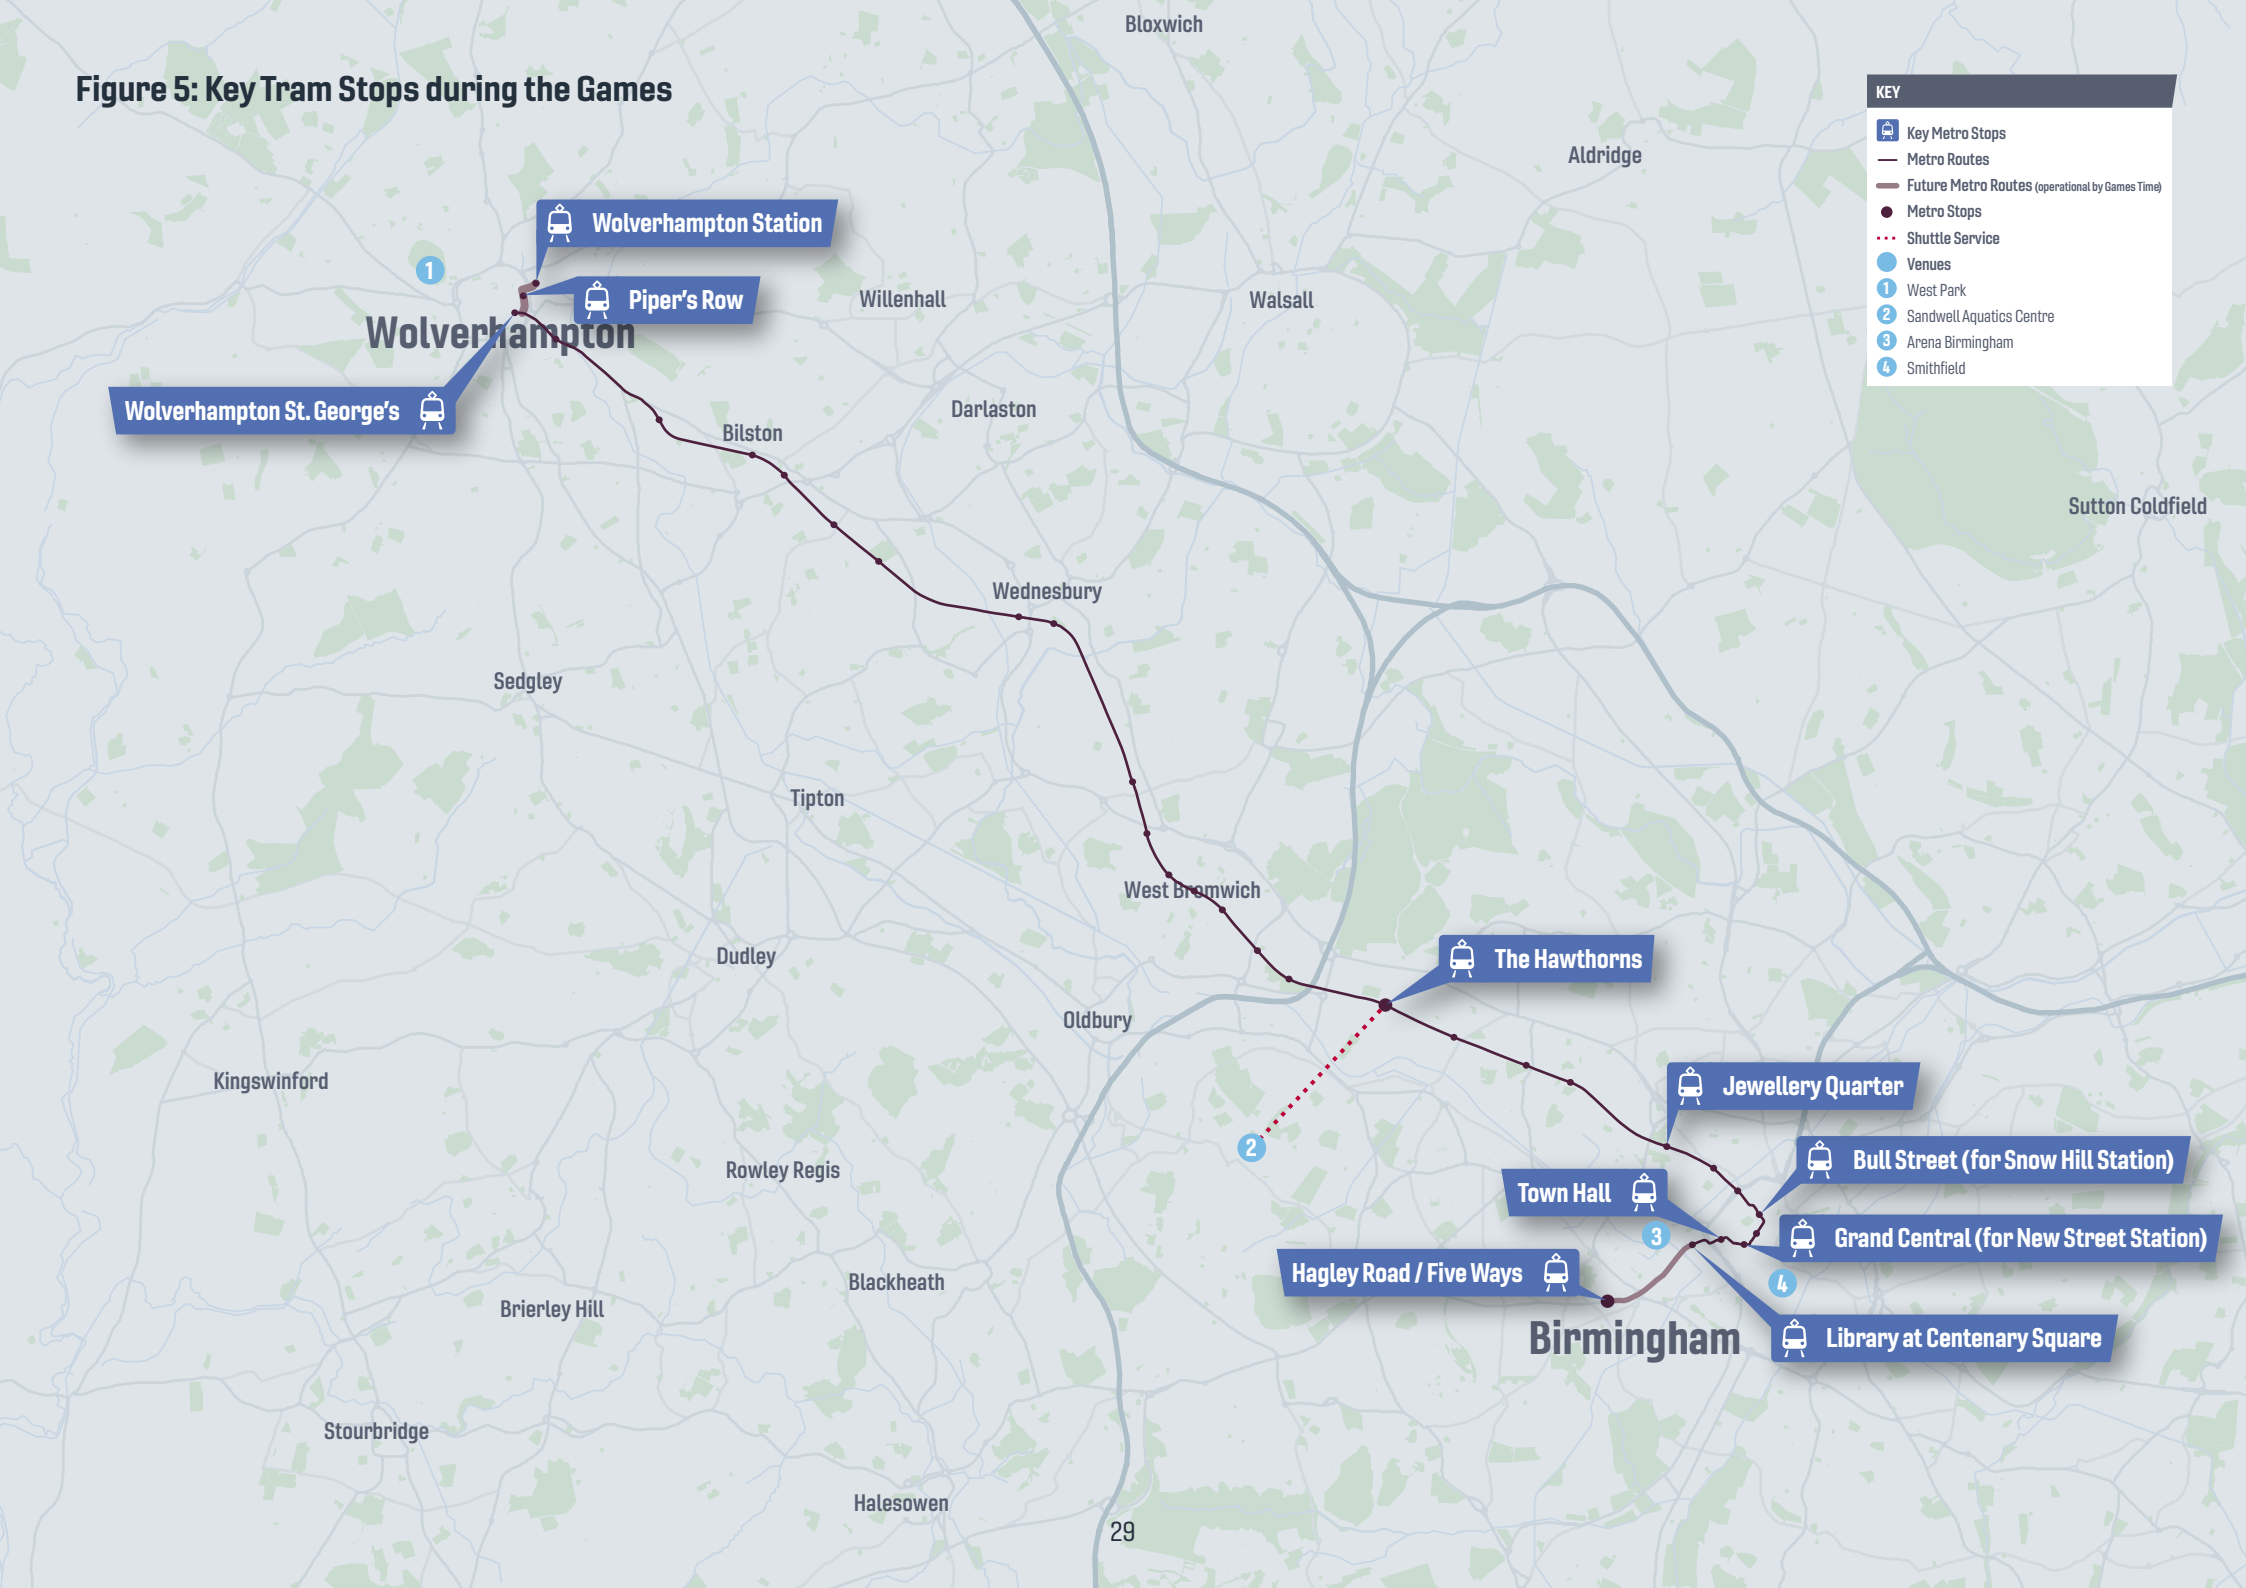 Bloxwich
Figure 5: Key Tram Stops during the Games
KEY
Key Metro Stops
Metro Routes
Future Metro Routes (operational by Games Time)
Metro Stops
Shuttle Service
Venues
1 West Park
2 Sandwell Aquatics Centre
3 Arena Birmingham
4 Smithfield
Aldridge
Wolverhampton Station
1
Piper's Row
Willenhall
Walsall
Wolverhampton
Wolverhampton St. George's
Darlaston
Bilston
Sutton Coldfield
Wednesbury
Sedgley
Tipton
West Bromwich
Dudley
The Hawthorns
Oldbury
Kingswinford
Jewellery Quarter
2
Rowley Regis
Bull Street (for Snow Hill Station)
Town Hall
3
Grand Central (for New Street Station)
Hagley Road / Five Ways
4
Blackheath
Brierley Hill
Birmingham
Library at Centenary Square
Stourbridge
Halesowen
29